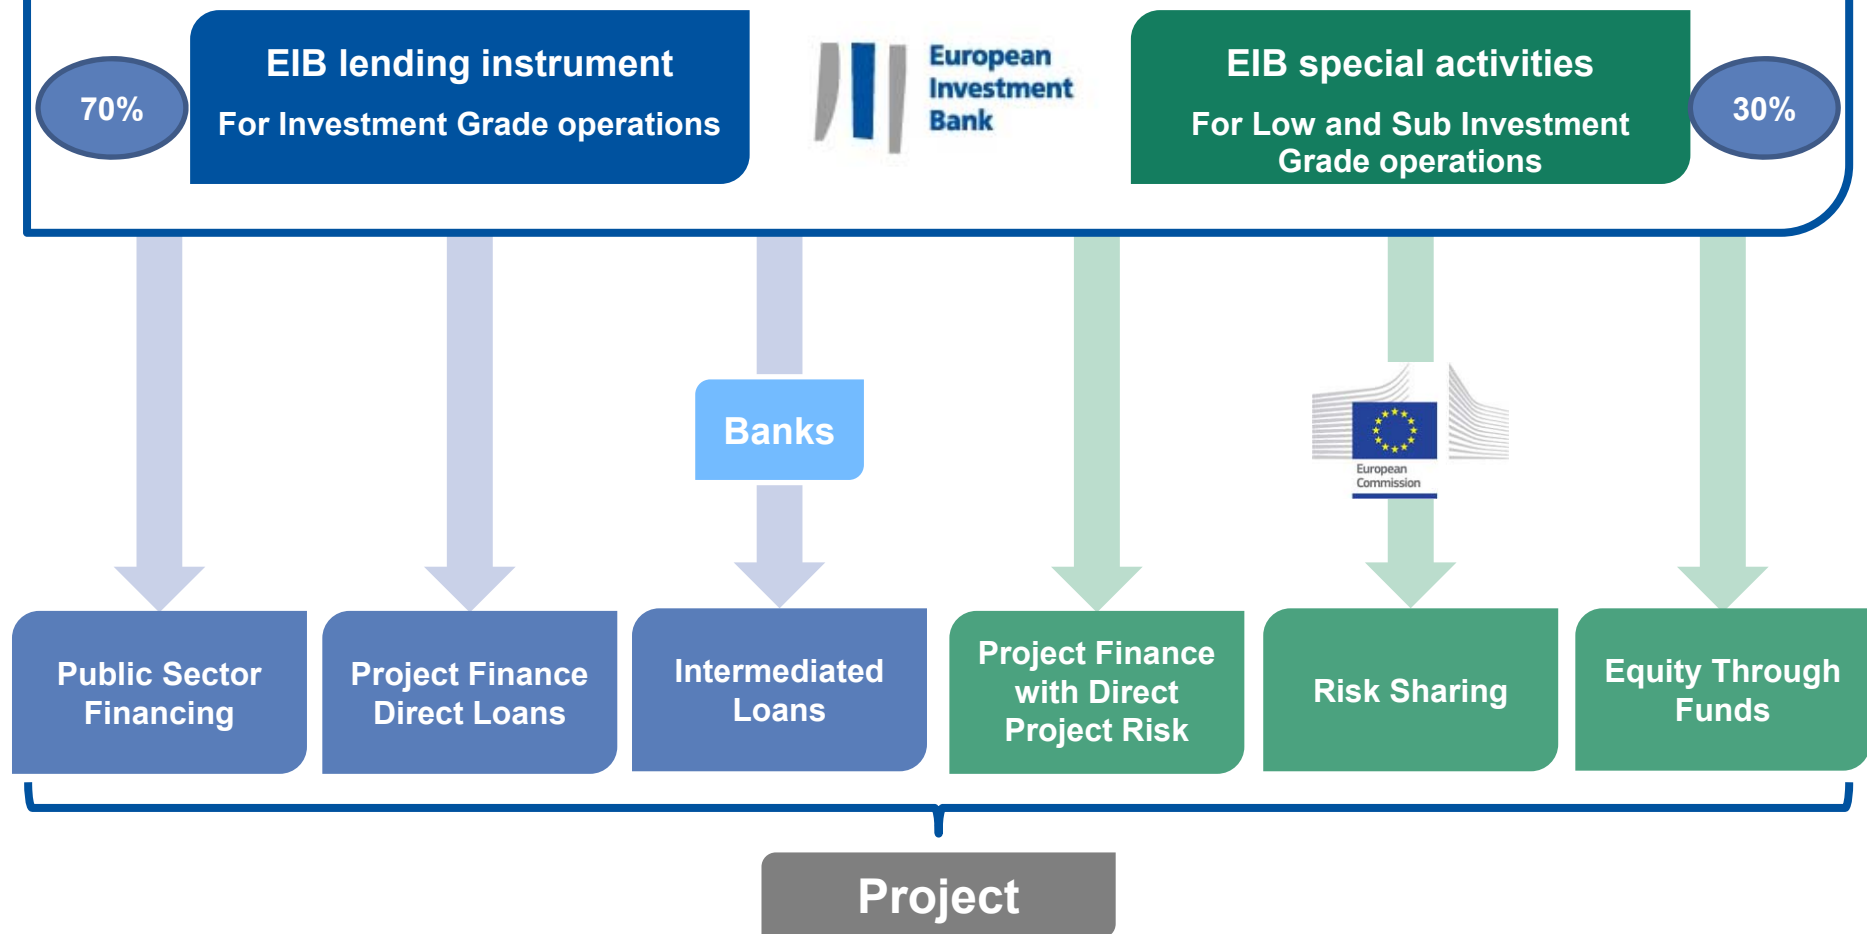 70%
EIB lending instrument
For Investment Grade operations
European
Investment
Bank
EIB special activities
For Low and Sub Investment
Grade operations
30%
Banks
European
Commission
Public Sector
Financing
Project Finance
Direct Loans
Intermediated
Loans
Project Finance
with Direct
Project Risk
Risk Sharing
Equity Through
Funds
Project